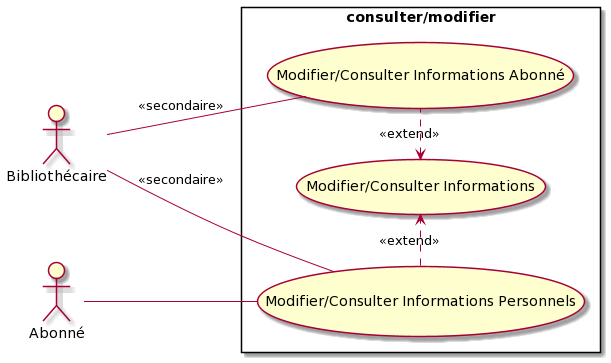 consulter/modifier
Modifier/Consulter Informations Abonné
«secondaire»
«extend»
Bibliothécaire
«secondaire»
Modifier/Consulter Informations
«extend»
Modifier/Consulter Informations Personnels
Abonné